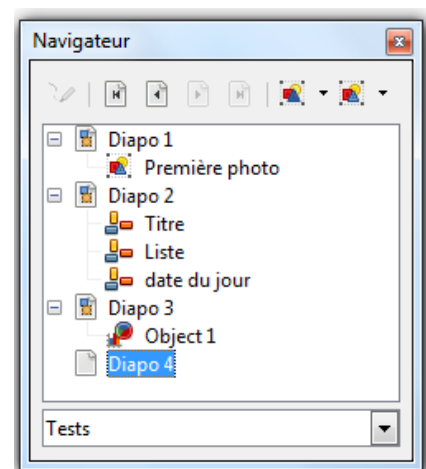 Navigateur
Diapo 1
Première photo
Diapo 2
Titre
Liste
date du jour
Diapo 3
Object 1
Diapo 4
Tests